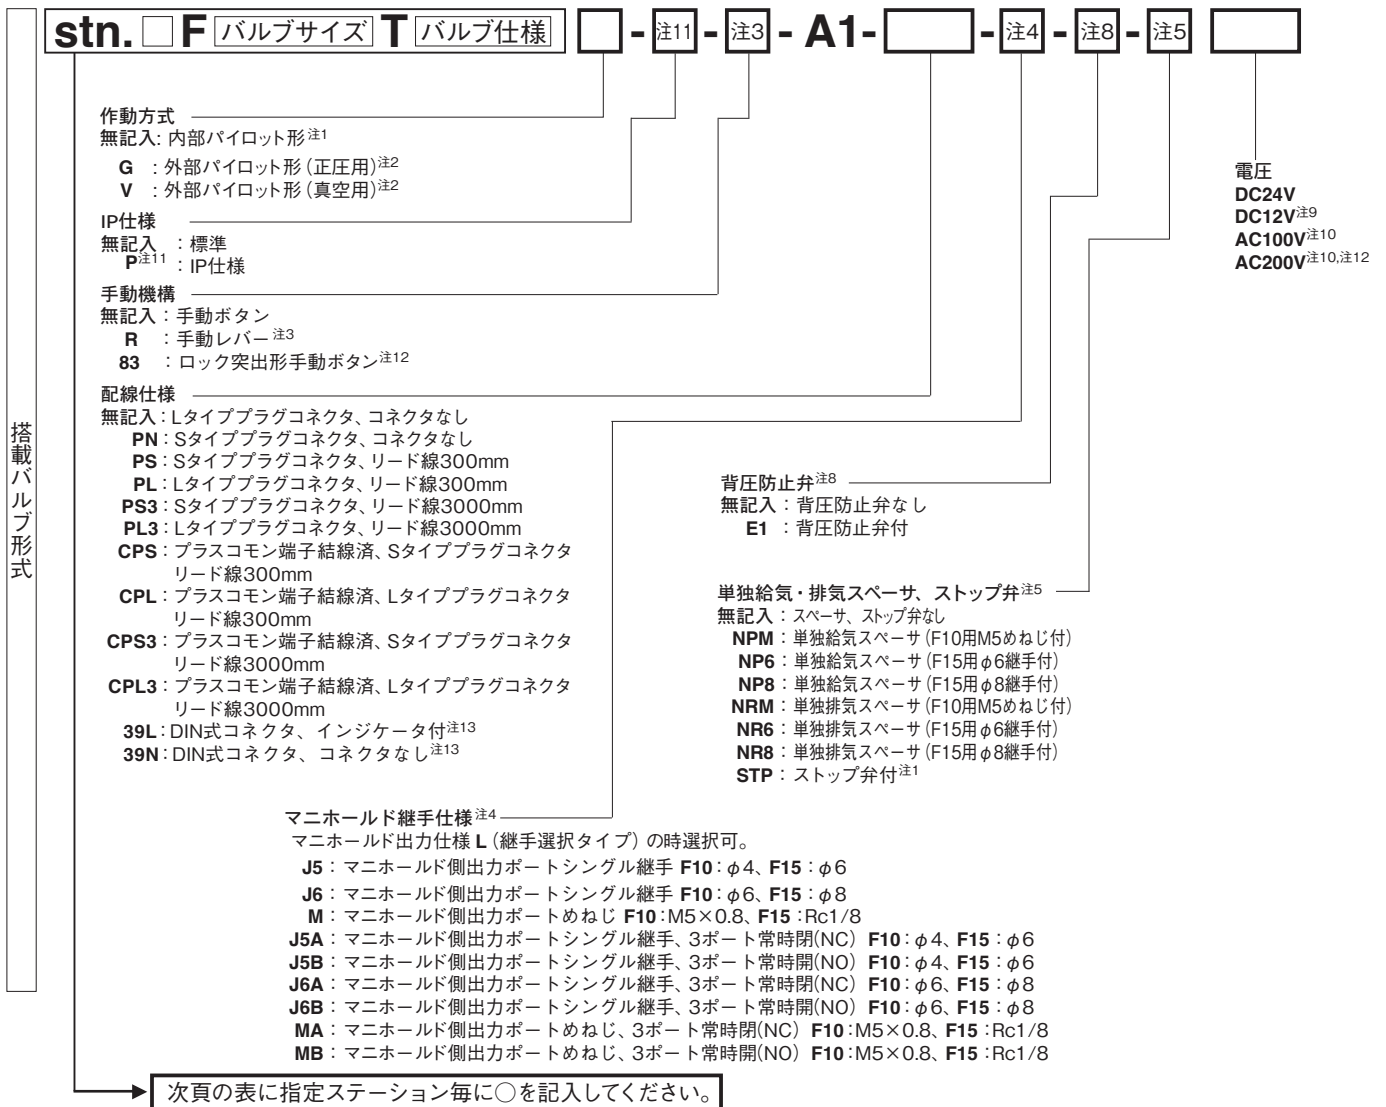 stn. □ F バルブサイズ T バルブ仕様 □ - 注11 - 注3 - A1- □ - 注4 - 注8 - 注5 □
搭載バルブ形式
作動方式
無記入: 内部パイロット形注1
G : 外部パイロット形（正圧用）注2
V : 外部パイロット形（真空用）注2
IP仕様
無記入 : 標準
P注11 : IP仕様
手動機構
無記入 : 手動ボタン
R : 手動レバー注3
83 : ロック突出形手動ボタン注12
配線仕様
無記入 : Lタイププラグコネクタ、コネクタなし
PN : Sタイププラグコネクタ、コネクタなし
PS : Sタイププラグコネクタ、リード線300mm
PL : Lタイププラグコネクタ、リード線300mm
PS3 : Sタイププラグコネクタ、リード線3000mm
PL3 : Lタイププラグコネクタ、リード線3000mm
CPS : プラスコモン端子結線済、Sタイププラグコネクタ
リード線300mm
CPL : プラスコモン端子結線済、Lタイププラグコネクタ
リード線300mm
CPS3 : プラスコモン端子結線済、Sタイププラグコネクタ
リード線3000mm
CPL3 : プラスコモン端子結線済、Lタイププラグコネクタ
リード線3000mm
39L : DIN式コネクタ、インジケータ付注13
39N : DIN式コネクタ、コネクタなし注13
マニホールド継手仕様注4
マニホールド出力仕様 L（継手選択タイプ）の時選択可。
J5 : マニホールド側出力ポートシングル継手 F10 : φ4、F15 : φ6
J6 : マニホールド側出力ポートシングル継手 F10 : φ6、F15 : φ8
M : マニホールド側出力ポートめねじ F10 : M5×0.8、F15 : Rc1/8
J5A : マニホールド側出力ポートシングル継手、3ポート常時閉(NC) F10 : φ4、F15 : φ6
J5B : マニホールド側出力ポートシングル継手、3ポート常時開(NO) F10 : φ4、F15 : φ6
J6A : マニホールド側出力ポートシングル継手、3ポート常時閉(NC) F10 : φ6、F15 : φ8
J6B : マニホールド側出力ポートシングル継手、3ポート常時開(NO) F10 : φ6、F15 : φ8
MA : マニホールド側出力ポートめねじ、3ポート常時閉(NC) F10 : M5×0.8、F15 : Rc1/8
MB : マニホールド側出力ポートめねじ、3ポート常時開(NO) F10 : M5×0.8、F15 : Rc1/8
背圧防止弁注8
無記入 : 背圧防止弁なし
E1 : 背圧防止弁付
単独給気・排気スペーサ、ストップ弁注5
無記入 : スペーサ、ストップ弁なし
NPM : 単独給気スペーサ（F10用M5めねじ付）
NP6 : 単独給気スペーサ（F15用φ6継手付）
NP8 : 単独給気スペーサ（F15用φ8継手付）
NRM : 単独排気スペーサ（F10用M5めねじ付）
NR6 : 単独排気スペーサ（F15用φ6継手付）
NR8 : 単独排気スペーサ（F15用φ8継手付）
STP : ストップ弁付注1
電圧
DC24V
DC12V注9
AC100V注10
AC200V注10,注12
次頁の表に指定ステーション毎に○を記入してください。